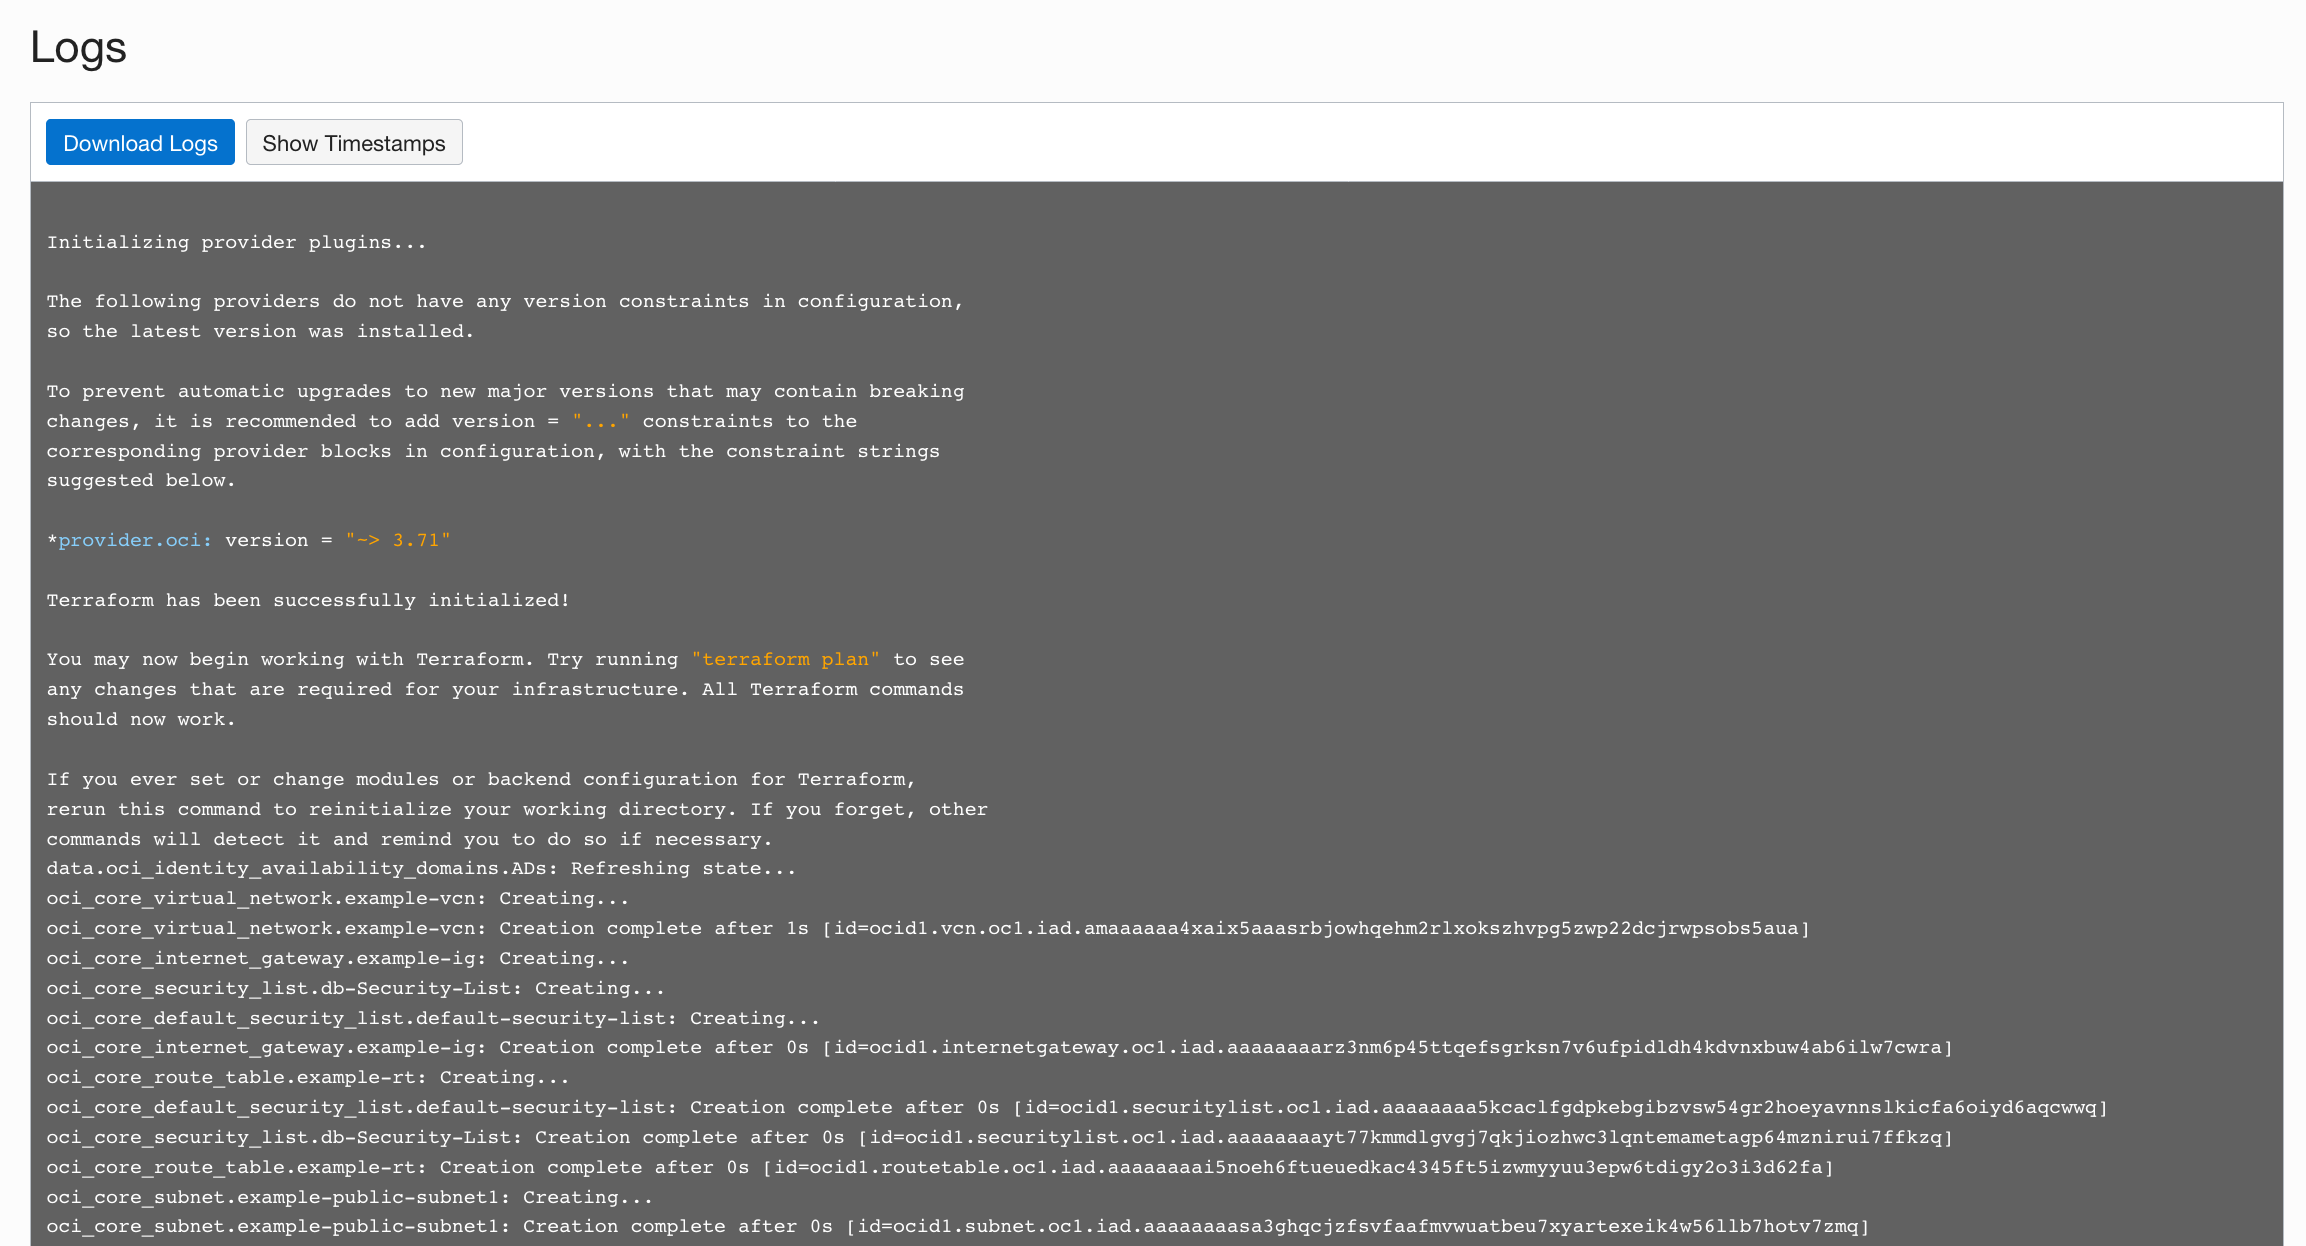 Logs
Download Logs Show Timestamps
Initializing provider plugins...
The following providers do not have any version constraints in configuration,
so the latest version was installed.
To prevent automatic upgrades to new major versions that may contain breaking
changes, it is recommended to add version = "..." constraints to the
corresponding provider blocks in configuration, with the constraint strings
suggested below.
*provider.oci: version = "~> 3.71"
Terraform has been successfully initialized!
You may now begin working with Terraform. Try running "terraform plan" to see
any changes that are required for your infrastructure. All Terraform commands
should now work.
If you ever set or change modules or backend configuration for Terraform,
rerun this command to reinitialize your working directory. If you forget, other
commands will detect it and remind you to do so if necessary.
data.oci_identity_availability_domains.ADs: Refreshing state...
oci_core_virtual_network.example-vcn: Creating...
oci_core_virtual_network.example-vcn: Creation complete after 1s [id=ocid1.vcn.oc1.iad.amaaaaaa4xaix5aaasrbjowhqehm2rlxokszhvpg5zwp22dcjrwpsobs5aua]
oci_core_internet_gateway.example-ig: Creating...
oci_core_security_list.db-Security-List: Creating...
oci_core_default_security_list.default-security-list: Creating...
oci_core_internet_gateway.example-ig: Creation complete after 0s [id=ocid1.internetgateway.oc1.iad.aaaaaaaarz3nm6p45ttqefsgrksn7v6ufpidldh4kdvnxbuw4ab6ilw7cwra]
oci_core_route_table.example-rt: Creating...
oci_core_default_security_list.default-security-list: Creation complete after 0s [id=ocid1.securitylist.oc1.iad.aaaaaaaa5kcaclfgdpkebgibzvsw54gr2hoeyavnnslkicfa6oiyd6aqcwwq]
oci_core_security_list.db-Security-List: Creation complete after 0s [id=ocid1.securitylist.oc1.iad.aaaaaaaayt77kmmdlgvgj7qkjiozhwc3lqntemametagp64mznirui7ffkzq]
oci_core_route_table.example-rt: Creation complete after 0s [id=ocid1.routetable.oc1.iad.aaaaaaaai5noeh6ftueuedkac4345ft5izwmyyuu3epw6tdigy2o3i3d62fa]
oci_core_subnet.example-public-subnet1: Creating...
oci_core_subnet.example-public-subnet1: Creation complete after 0s [id=ocid1.subnet.oc1.iad.aaaaaaaasa3ghqcjzfsvfaafmvwuatbeu7xyartexeik4w56llb7hotv7zmq]